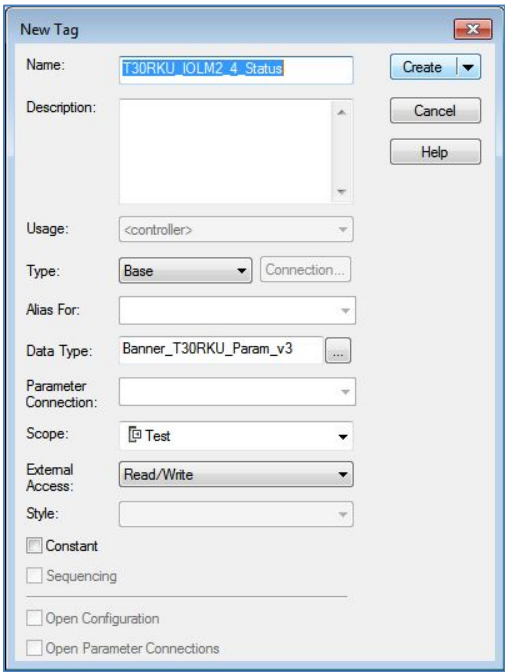 New Tag
Name: T30RKU_IOLM2_4_Status Create
Description: Cancel
Help
Usage: <controller>
Type: Base Connection...
Alias For:
Data Type: Banner_T30RKU_Param_v3 ...
Parameter
Connection:
Scope: Test
External
Access: Read/Write
Style:
Constant
Sequencing
Open Configuration
Open Parameter Connections